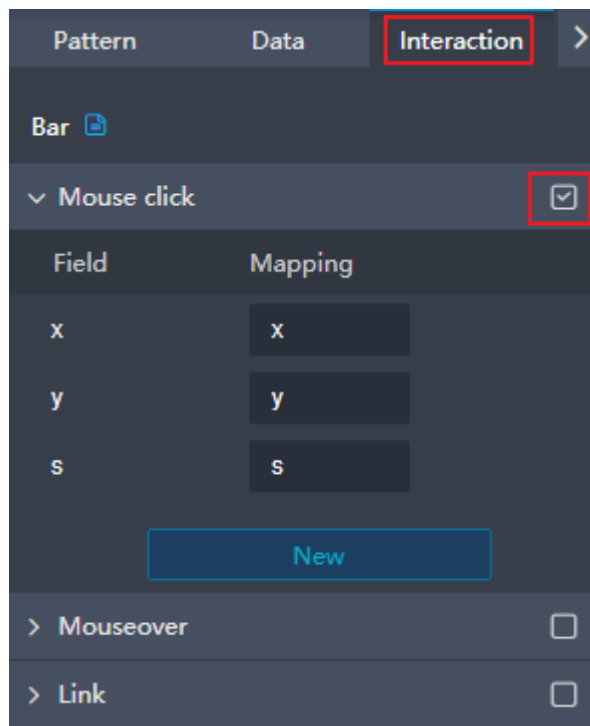 Pattern Data Interaction
Bar
Mouse click
Field Mapping
x x
y y
s s
New
Mouseover
Link